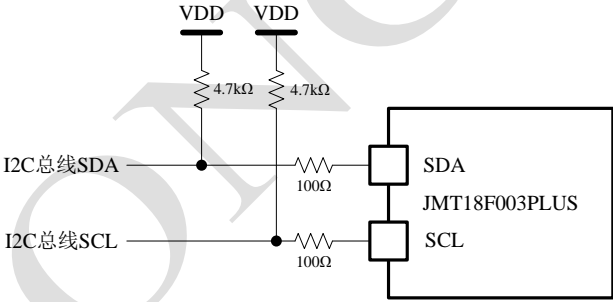 VDD VDD
4.7kΩ 4.7kΩ
I2C总线SDA
100Ω
SDA
JMT18F003PLUS
I2C总线SCL
100Ω
SCL